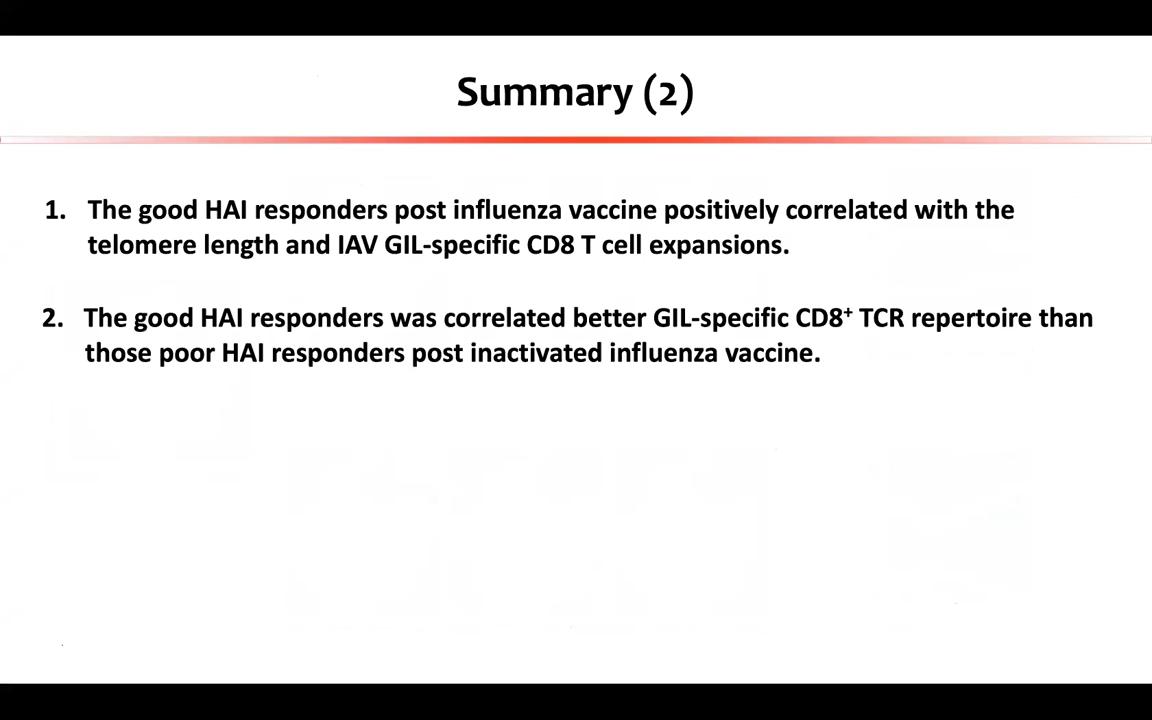 Summary (2)
1. The good HAI responders post influenza vaccine positively correlated with the
telomere length and IAV GIL-specific CD8 T cell expansions.
2. The good HAI responders was correlated better GIL-specific CD8⁺ TCR repertoire than
those poor HAI responders post inactivated influenza vaccine.